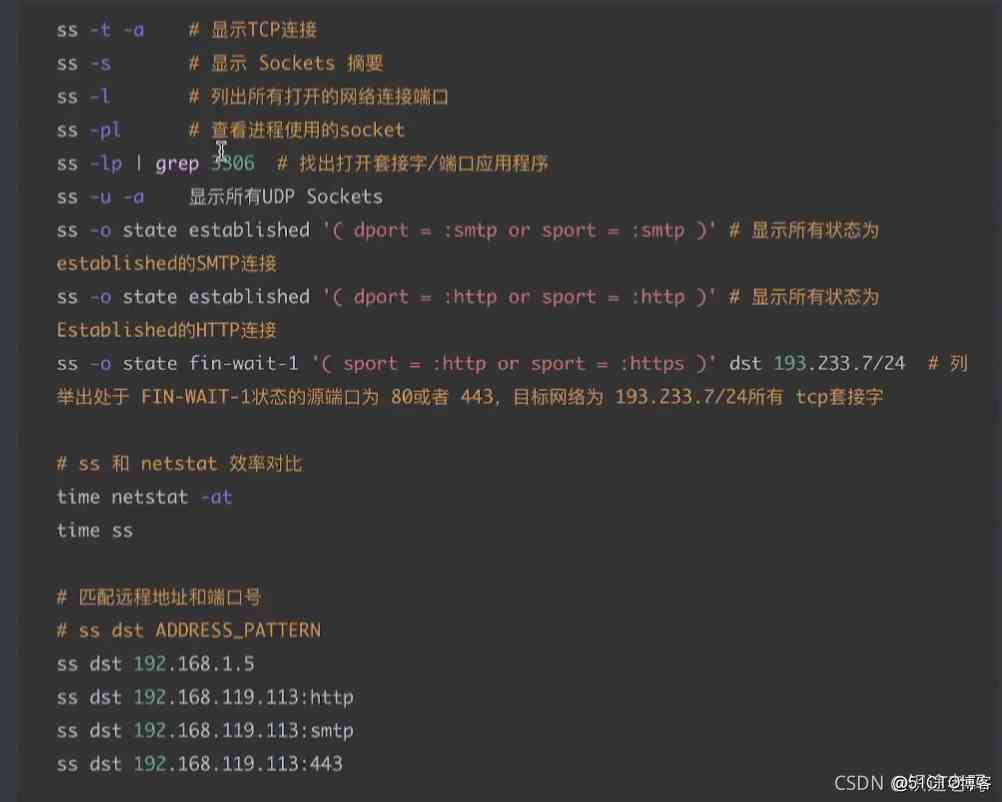 ss -t -a    # 显示TCP连接
ss -s       # 显示 Sockets 摘要
ss -l       # 列出所有打开的网络连接端口
ss -pl      # 查看进程使用的socket
ss -lp | grep 3306  # 找出打开套接字/端口应用程序
ss -u -a    显示所有UDP Sockets
ss -o state established '( dport = :smtp or sport = :smtp )' # 显示所有状态为
established的SMTP连接
ss -o state established '( dport = :http or sport = :http )' # 显示所有状态为
Established的HTTP连接
ss -o state fin-wait-1 '( sport = :http or sport = :https )' dst 193.233.7/24  # 列
举出处于 FIN-WAIT-1状态的源端口为 80或者 443，目标网络为 193.233.7/24所有 tcp套接字
# ss 和 netstat 效率对比
time netstat -at
time ss
# 匹配远程地址和端口号
# ss dst ADDRESS_PATTERN
ss dst 192.168.1.5
ss dst 192.168.119.113:http
ss dst 192.168.119.113:smtp
ss dst 192.168.119.113:443
CSDN @51CTO博客